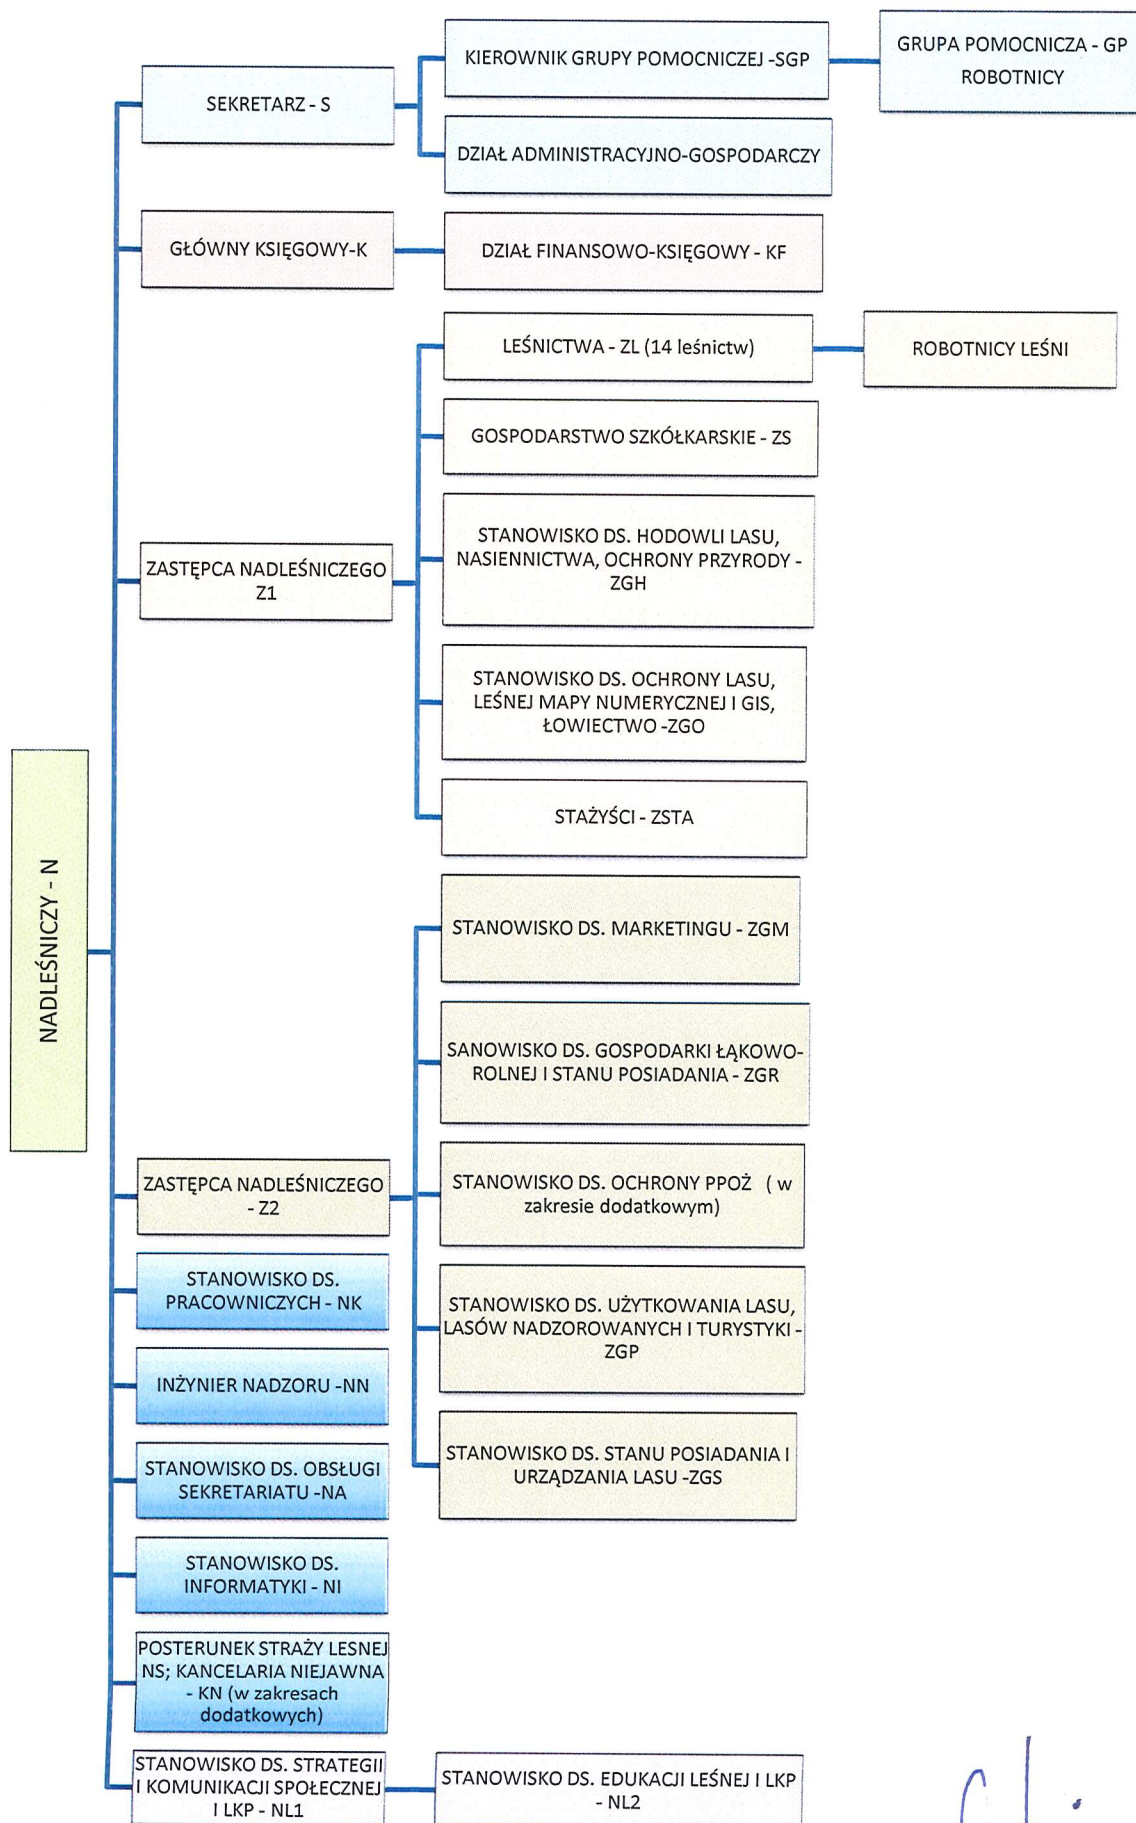 KIEROWNIK GRUPY POMOCNICZEJ -SGP
GRUPA POMOCNICZA - GP
ROBOTNICY
SEKRETARZ - S
DZIAŁ ADMINISTRACYJNO-GOSPODARCZY
GŁÓWNY KSIĘGOWY-K
DZIAŁ FINANSOWO-KSIĘGOWY - KF
LEŚNICTWA - ZL (14 leśnictw)
ROBOTNICY LEŚNI
GOSPODARSTWO SZKÓŁKARSKIE - ZS
STANOWISKO DS. HODOWLI LASU,
NASIENNICTWA, OCHRONY PRZYRODY -
ZGH
ZASTĘPCA NADLEŚNICZEGO
Z1
STANOWISKO DS. OCHRONY LASU,
LEŚNEJ MAPY NUMERYCZNEJ I GIS,
ŁOWIECTWO -ZGO
STAŻYŚCI - ZSTA
NADLEŚNICZY - N
STANOWISKO DS. MARKETINGU - ZGM
SANOWISKO DS. GOSPODARKI ŁĄKOWO-
ROLNEJ I STANU POSIADANIA - ZGR
ZASTĘPCA NADLEŚNICZEGO
- Z2
STANOWISKO DS. OCHRONY PPOŻ ( w
zakresie dodatkowym)
STANOWISKO DS.
PRACOWNICZYCH - NK
STANOWISKO DS. UŻYTKOWANIA LASU,
LASÓW NADZOROWANYCH I TURYSTYKI -
ZGP
INŻYNIER NADZORU -NN
STANOWISKO DS. STANU POSIADANIA I
URZĄDZANIA LASU -ZGS
STANOWISKO DS. OBSŁUGI
SEKRETARIATU -NA
STANOWISKO DS.
INFORMATYKI - NI
POSTERUNEK STRAŻY LESNEJ
NS; KANCELARIA NIEJAWNA
- KN (w zakresach
dodatkowych)
STANOWISKO DS. STRATEGII
I KOMUNIKACJI SPOŁECZNEJ
I LKP - NL1
STANOWISKO DS. EDUKACJI LEŚNEJ I LKP
- NL2